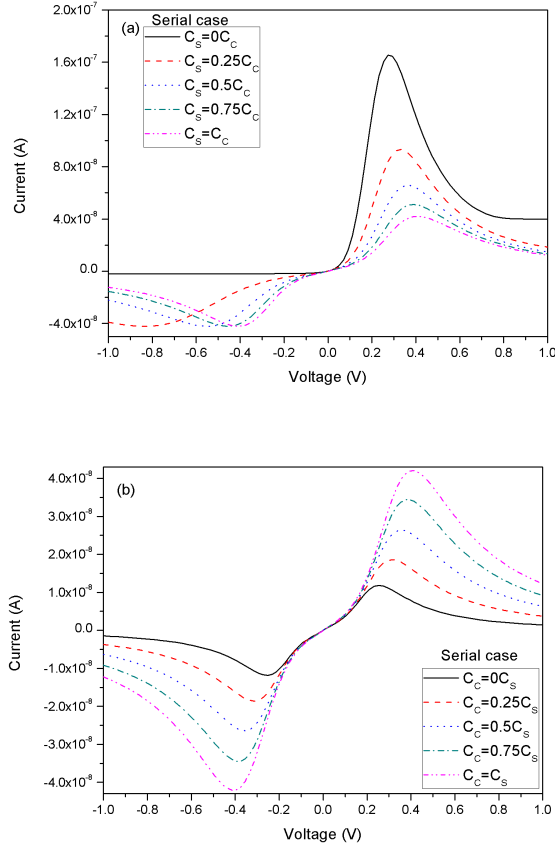 (a)
Serial case
C_S=0C_C
C_S=0.25C_C
C_S=0.5C_C
C_S=0.75C_C
C_S=C_C
2.0x10^-7
1.6x10^-7
1.2x10^-7
8.0x10^-8
4.0x10^-8
0.0
-4.0x10^-8
Current (A)
-1.0 -0.8 -0.6 -0.4 -0.2 0.0 0.2 0.4 0.6 0.8 1.0
Voltage (V)
(b)
4.0x10^-8
3.0x10^-8
2.0x10^-8
1.0x10^-8
0.0
-1.0x10^-8
-2.0x10^-8
-3.0x10^-8
-4.0x10^-8
Current (A)
Serial case
C_C=0C_S
C_C=0.25C_S
C_C=0.5C_S
C_C=0.75C_S
C_C=C_S
-1.0 -0.8 -0.6 -0.4 -0.2 0.0 0.2 0.4 0.6 0.8 1.0
Voltage (V)